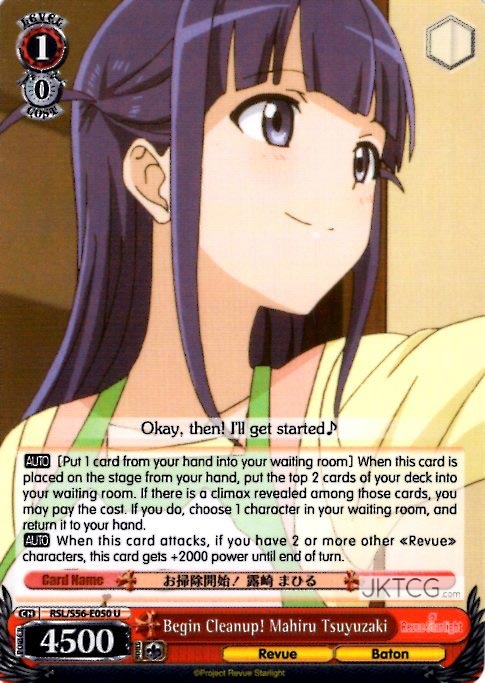 LEVEL
1
0
COST
Okay, then! I'll get started♪
AUTO [Put 1 card from your hand into your waiting room] When this card is
placed on the stage from your hand, put the top 2 cards of your deck into
your waiting room. If there is a climax revealed among those cards, you
may pay the cost. If you do, choose 1 character in your waiting room, and
return it to your hand.
AUTO When this card attacks, if you have 2 or more other «Revue»
characters, this card gets +2000 power until end of turn.
Card Name お掃除開始! 露崎 まひる
JKTCG.com
CH RSL/S56-E050 U
POWER 4500 SOUL Begin Cleanup! Mahiru Tsuyuzaki Revue Starlight
Revue Baton
©Project Revue Starlight